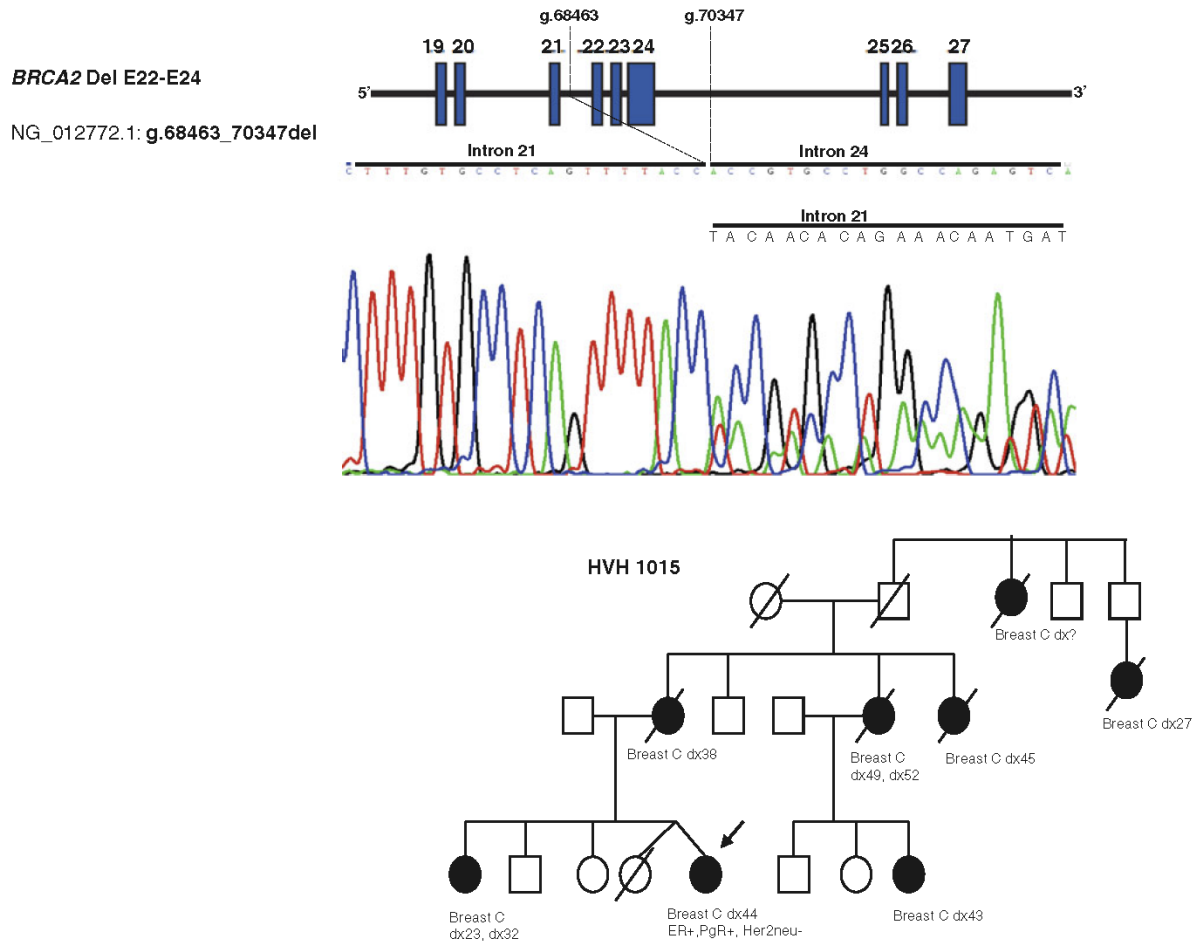 g.68463 g.70347
19 20 21 22 23 24 25 26 27
BRCA2 Del E22-E24
5' 3'
NG_012772.1: g.68463_70347del
Intron 21 Intron 24
C T T T G T G C C T C A G T T T T A C C A C C G T G C C T G G C C A G A G T C A
Intron 21
T A C A A C A C A G A A A C A A T G A T
HVH 1015
Breast C dx?
Breast C dx27
Breast C dx38
Breast C
dx49, dx52
Breast C dx45
Breast C
dx23, dx32
Breast C dx44
ER+,PgR+, Her2neu-
Breast C dx43